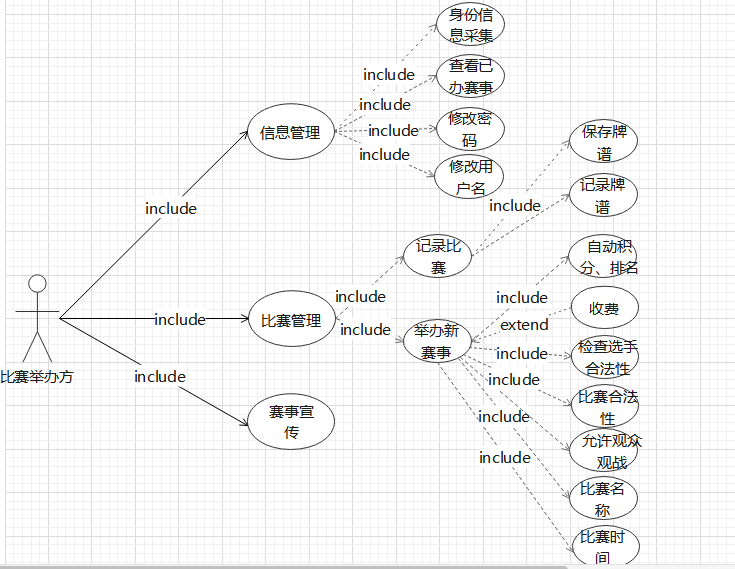 身份信
息采集
include
查看已
办赛事
include
信息管理
include
修改密
码
include
修改用
户名
保存牌
谱
include
记录牌
谱
include
记录比
赛
自动积
分、排名
include
include
收费
比赛管理
include
include
举办新
赛事
extend
include
检查选手
合法性
比赛举办方
include
include
比赛合法
性
赛事宣
传
include
允许观众
观战
include
比赛名
称
比赛时
间